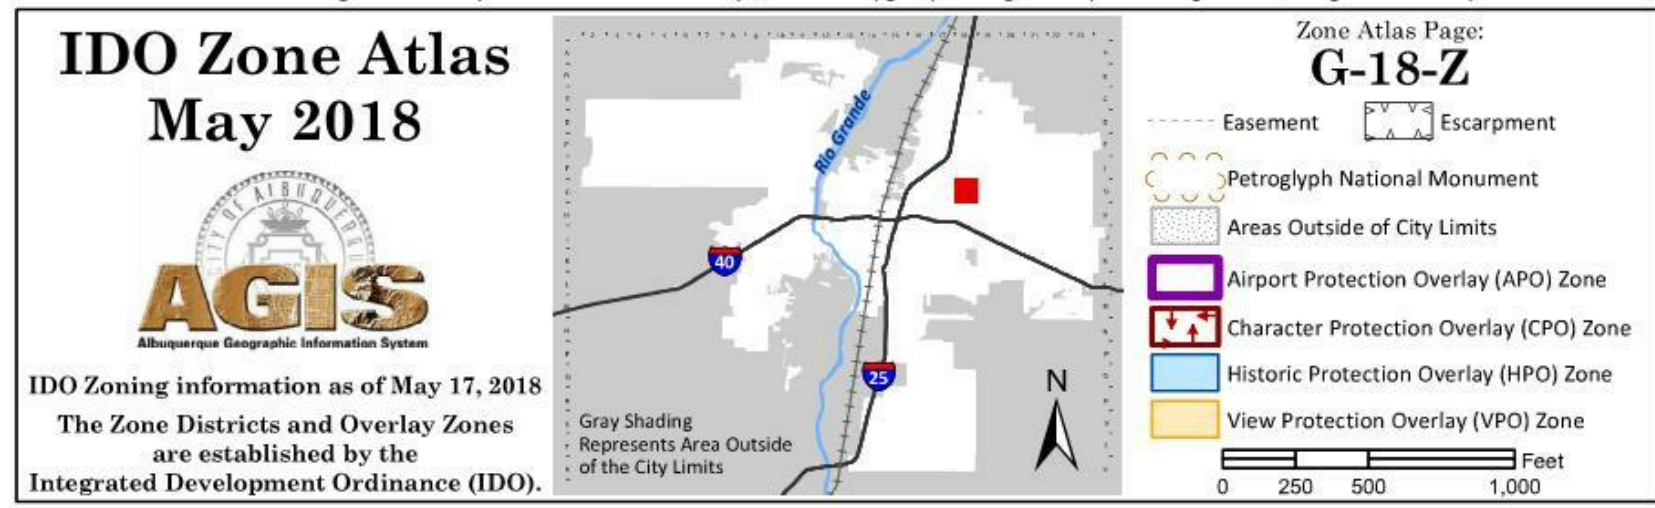 IDO Zone Atlas
May 2018
CITY OF ALBUQUERQUE
AGIS
Albuquerque Geographic Information System
IDO Zoning information as of May 17, 2018
The Zone Districts and Overlay Zones
are established by the
Integrated Development Ordinance (IDO).
Rio Grande
40
25
N
Gray Shading
Represents Area Outside
of the City Limits
Zone Atlas Page:
G-18-Z
Easement
Escarpment
Petroglyph National Monument
Areas Outside of City Limits
Airport Protection Overlay (APO) Zone
Character Protection Overlay (CPO) Zone
Historic Protection Overlay (HPO) Zone
View Protection Overlay (VPO) Zone
Feet
0 250 500 1,000